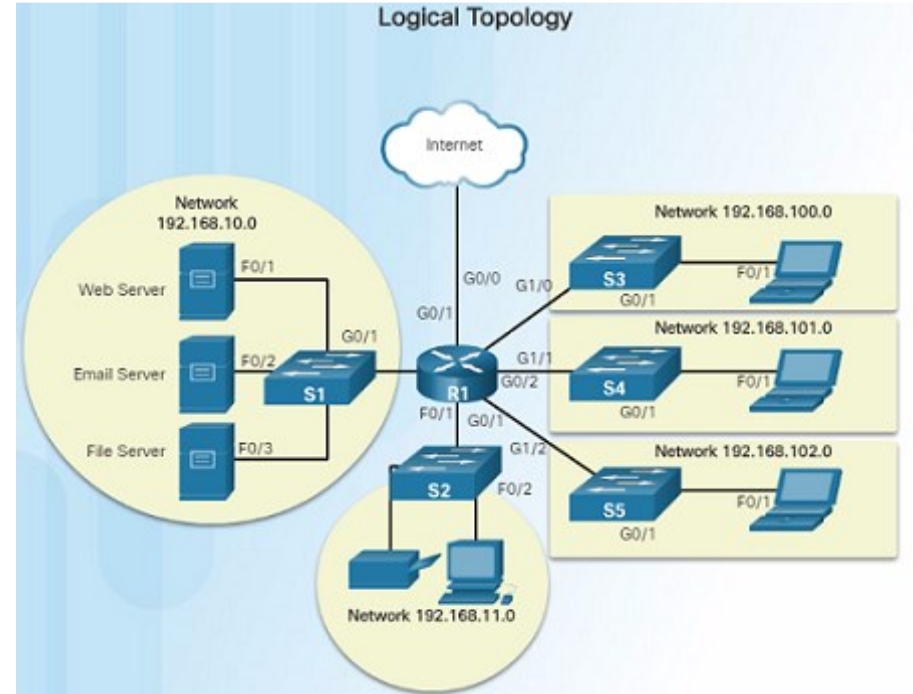 Logical Topology
Internet
Network
192.168.10.0
Web Server
F0/1
Email Server
F0/2
File Server
F0/3
G0/1
S1
G0/0
G0/1
R1
G1/0
G1/1
G0/2
F0/1
G0/1
G1/2
S2
F0/2
Network 192.168.11.0
Network 192.168.100.0
S3
G0/1
F0/1
Network 192.168.101.0
S4
G0/1
F0/1
Network 192.168.102.0
S5
G0/1
F0/1